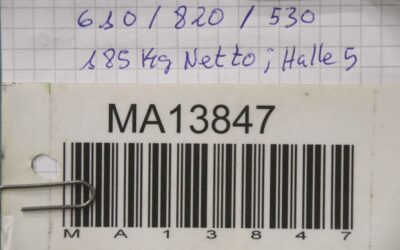 610 / 820 / 530
185 Kg Netto ; Halle 5
MA13847
M A 1 3 8 4 7